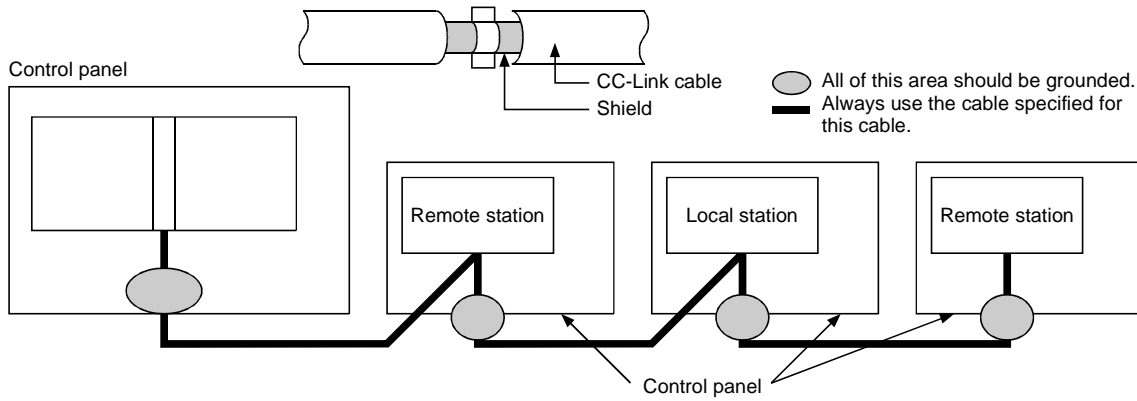 CC-Link cable
Shield
All of this area should be grounded.
Always use the cable specified for
this cable.
Control panel
Remote station
Local station
Remote station
Control panel